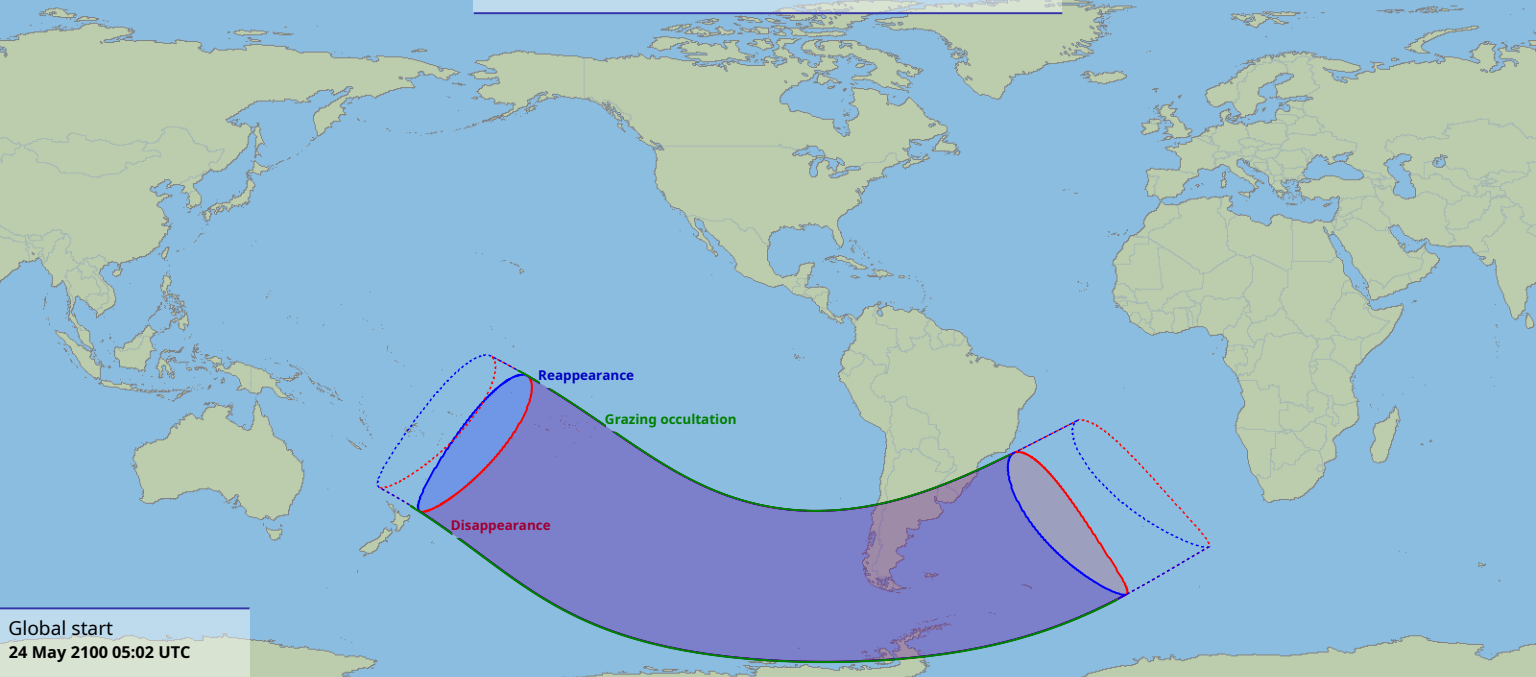 Reappearance
Grazing occultation
Disappearance
Global start
24 May 2100 05:02 UTC